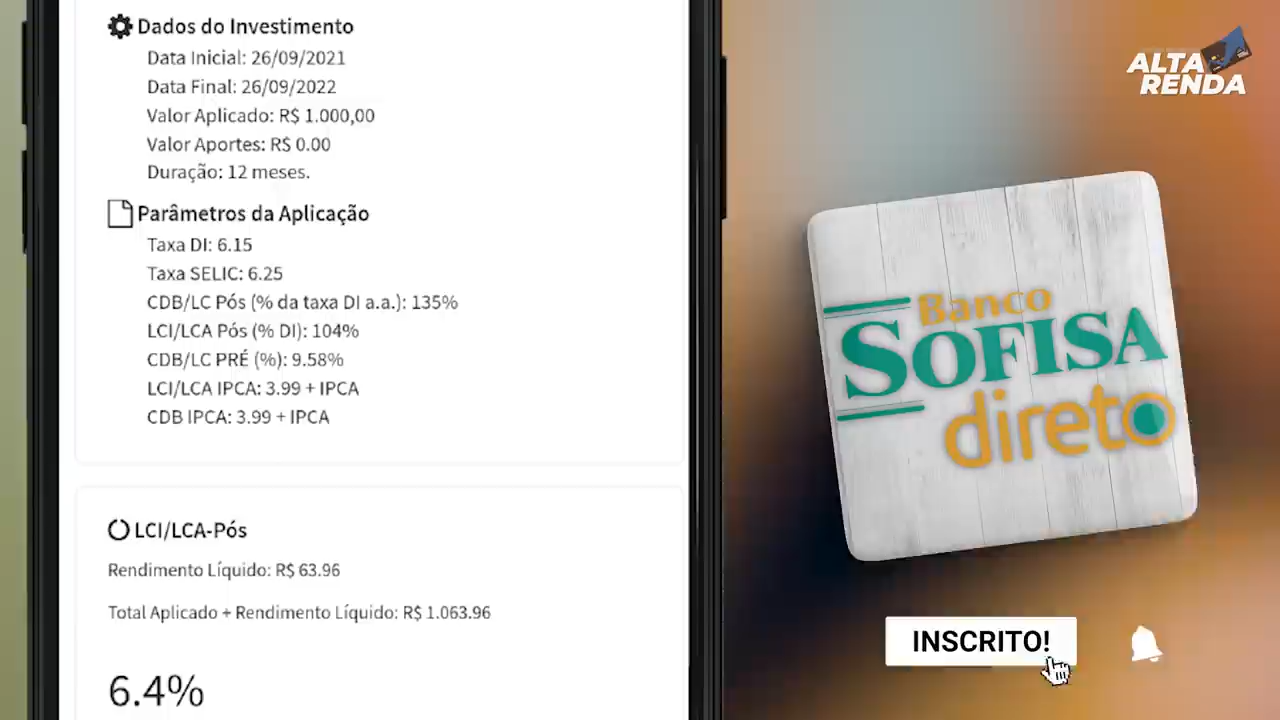 Dados do Investimento
Data Inicial: 26/09/2021
Data Final: 26/09/2022
Valor Aplicado: R$ 1.000,00
Valor Aportes: R$ 0.00
Duração: 12 meses.
Parâmetros da Aplicação
Taxa DI: 6.15
Taxa SELIC: 6.25
CDB/LC Pós (% da taxa DI a.a.): 135%
LCI/LCA Pós (% DI): 104%
CDB/LC PRÉ (%): 9.58%
LCI/LCA IPCA: 3.99 + IPCA
CDB IPCA: 3.99 + IPCA
LCI/LCA-Pós
Rendimento Líquido: R$ 63.96
Total Aplicado + Rendimento Líquido: R$ 1.063.96
6.4%
ALTA
RENDA
Banco
SOFISA
direto
INSCRITO!